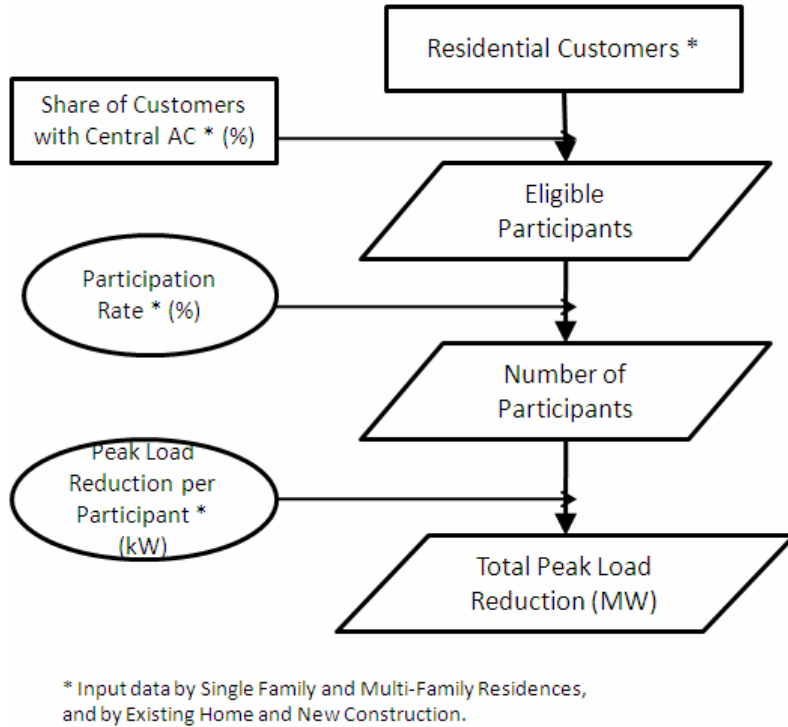 Residential Customers *
Share of Customers
with Central AC * (%)
Eligible
Participants
Participation
Rate * (%)
Number of
Participants
Peak Load
Reduction per
Participant *
(kW)
Total Peak Load
Reduction (MW)
* Input data by Single Family and Multi-Family Residences,
and by Existing Home and New Construction.